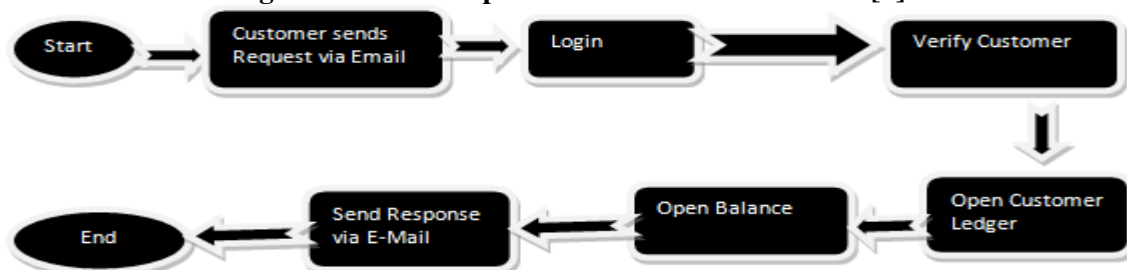 Start
Customer sends
Request via Email
Login
Verify Customer
Open Customer
Ledger
Open Balance
Send Response
via E-Mail
End